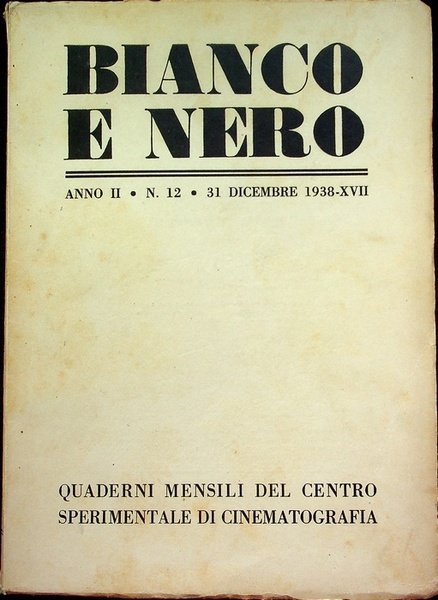 BIANCO
E NERO
ANNO II • N. 12 • 31 DICEMBRE 1938-XVII
QUADERNI MENSILI DEL CENTRO
SPERIMENTALE DI CINEMATOGRAFIA